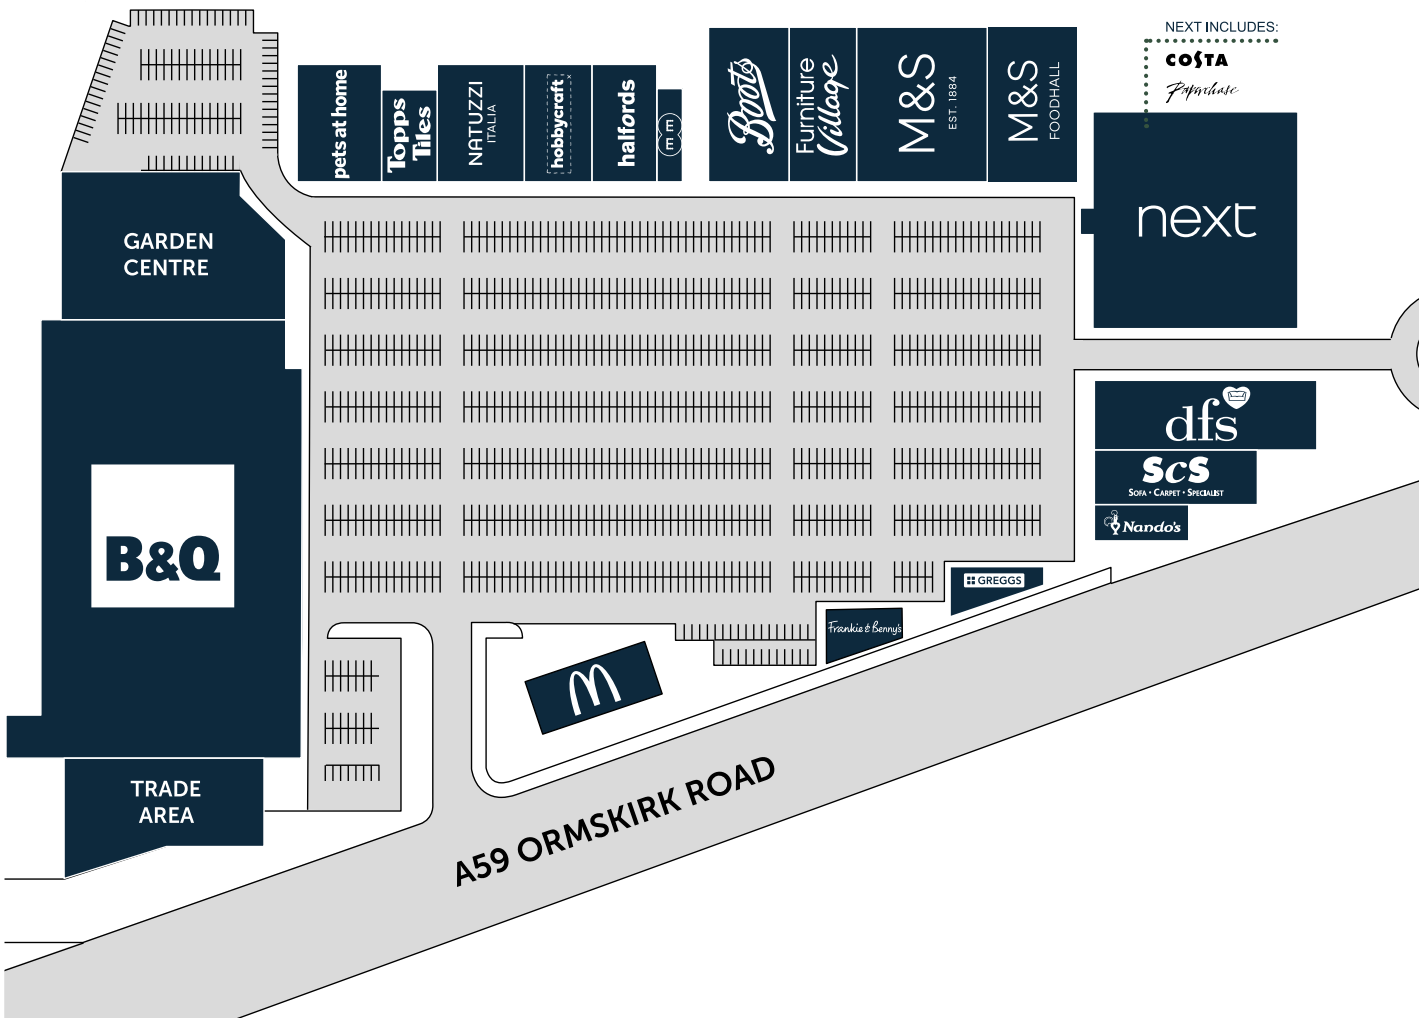 NEXT INCLUDES:
COSTA
Paperchase
pets at home
Topps
Tiles
NATUZZI
ITALIA
hobbycraft
halfords
EE
Boots
Furniture
Village
M&S
EST. 1884
M&S
FOODHALL
next
GARDEN
CENTRE
dfs
ScS
SOFA • CARPET • SPECIALIST
Nando's
B&Q
GREGGS
Frankie & Benny's
M
TRADE
AREA
A59 ORMSKIRK ROAD